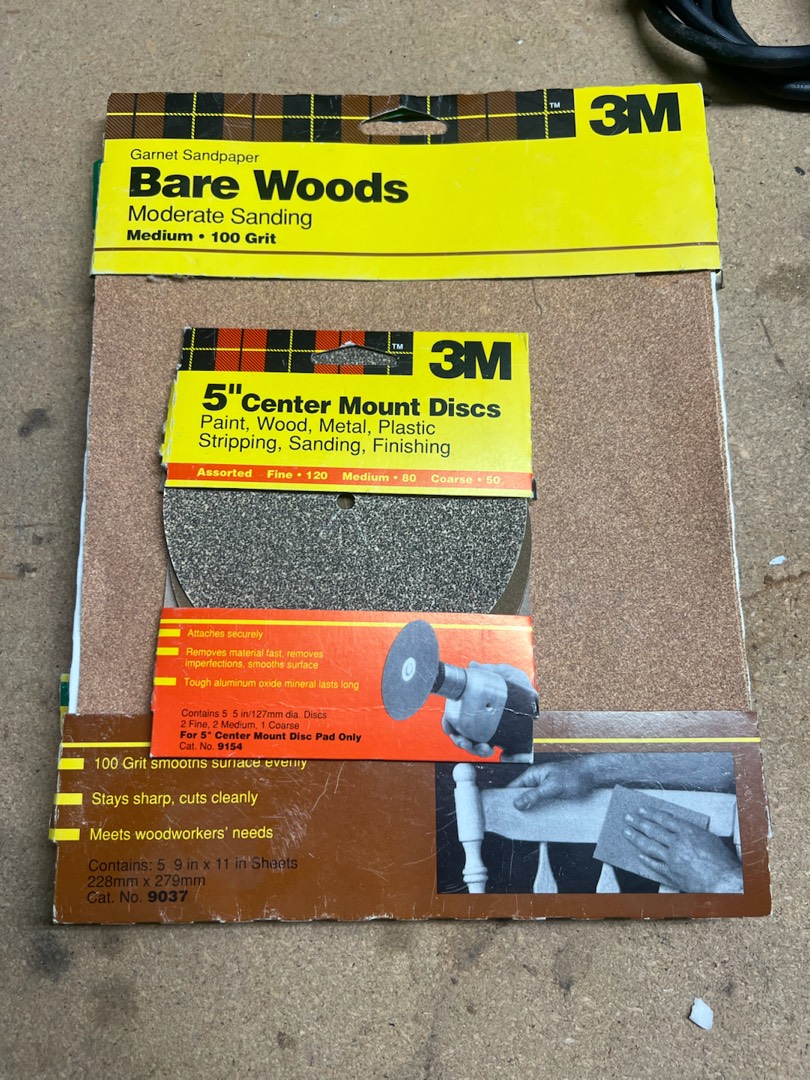 ™ 3M
Garnet Sandpaper
Bare Woods
Moderate Sanding
Medium • 100 Grit
™ 3M
5" Center Mount Discs
Paint, Wood, Metal, Plastic
Stripping, Sanding, Finishing
Assorted Fine • 120 Medium • 80 Coarse • 50
Attaches securely
Removes material fast, removes
imperfections, smooths surface
Tough aluminum oxide mineral lasts long
Contains 5 5 in/127mm dia. Discs
2 Fine, 2 Medium, 1 Coarse
For 5" Center Mount Disc Pad Only
Cat. No. 9154
100 Grit smooths surface evenly
Stays sharp, cuts cleanly
Meets woodworkers' needs
Contains: 5 9 in x 11 in Sheets
228mm x 279mm
Cat. No. 9037